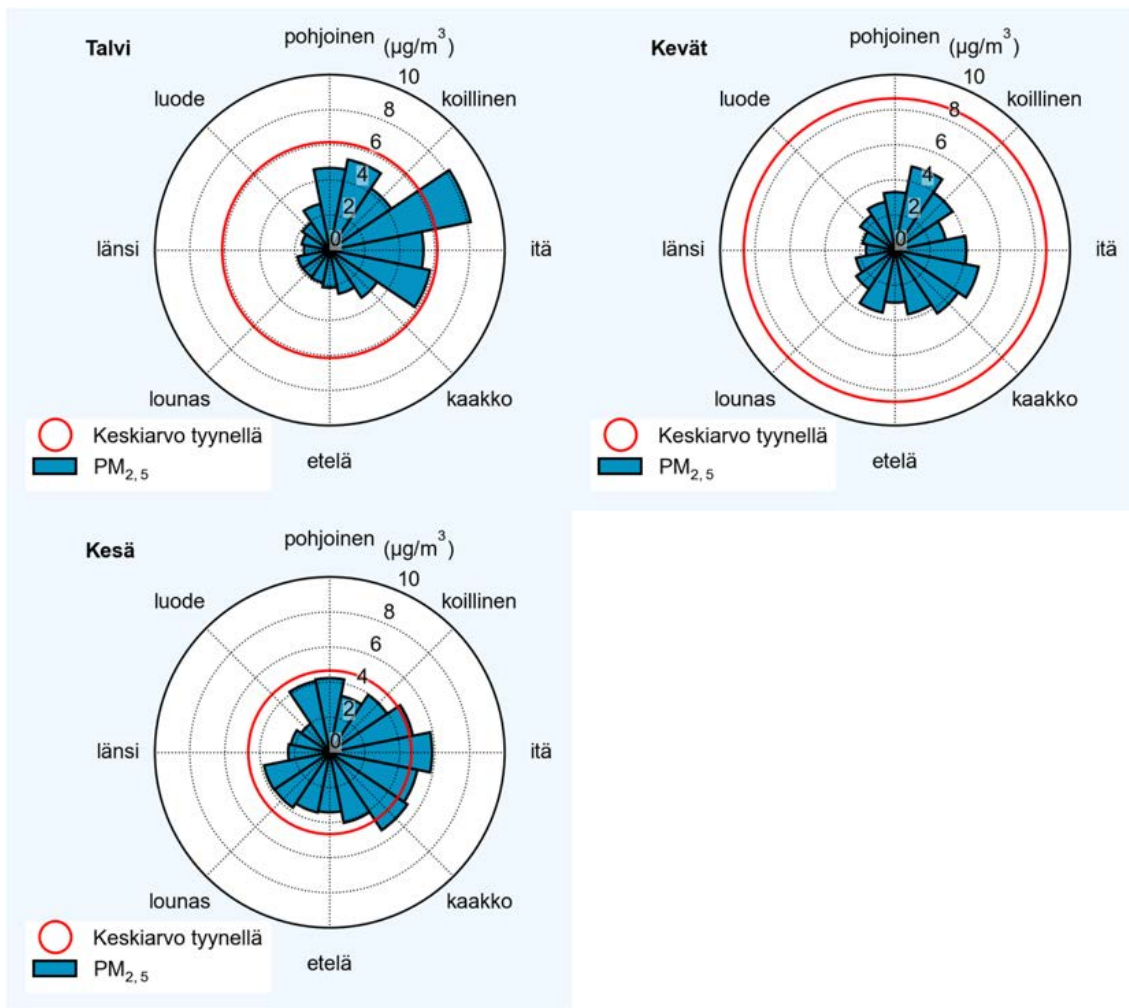 Talvi
pohjoinen (µg/m³)
10
luode
koillinen
8
6
4
2
0
länsi
itä
lounas
kaakko
Keskiarvo tyynellä
PM₂,₅
etelä
Kevät
pohjoinen (µg/m³)
10
luode
koillinen
8
6
4
2
0
länsi
itä
lounas
kaakko
Keskiarvo tyynellä
PM₂,₅
etelä
Kesä
pohjoinen (µg/m³)
10
luode
koillinen
8
6
4
2
0
länsi
itä
lounas
kaakko
Keskiarvo tyynellä
PM₂,₅
etelä